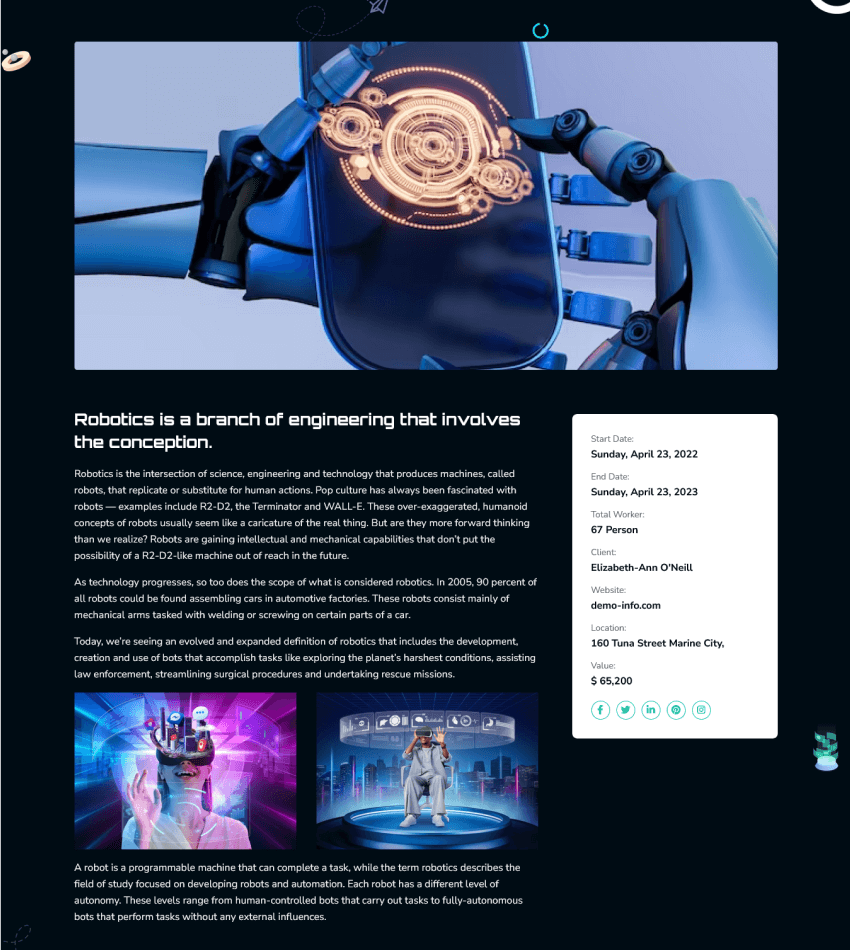 Robotics is a branch of engineering that involves
the conception.
Robotics is the intersection of science, engineering and technology that produces machines, called
robots, that replicate or substitute for human actions. Pop culture has always been fascinated with
robots — examples include R2-D2, the Terminator and WALL-E. These over-exaggerated, humanoid
concepts of robots usually seem like a caricature of the real thing. But are they more forward thinking
than we realize? Robots are gaining intellectual and mechanical capabilities that don't put the
possibility of a R2-D2-like machine out of reach in the future.
As technology progresses, so too does the scope of what is considered robotics. In 2005, 90 percent of
all robots could be found assembling cars in automotive factories. These robots consist mainly of
mechanical arms tasked with welding or screwing on certain parts of a car.
Today, we're seeing an evolved and expanded definition of robotics that includes the development,
creation and use of bots that accomplish tasks like exploring the planet's harshest conditions, assisting
law enforcement, streamlining surgical procedures and undertaking rescue missions.
A robot is a programmable machine that can complete a task, while the term robotics describes the
field of study focused on developing robots and automation. Each robot has a different level of
autonomy. These levels range from human-controlled bots that carry out tasks to fully-autonomous
bots that perform tasks without any external influences.
Start Date:
Sunday, April 23, 2022
End Date:
Sunday, April 23, 2023
Total Worker:
67 Person
Client:
Elizabeth-Ann O'Neill
Website:
demo-info.com
Location:
160 Tuna Street Marine City,
Value:
$ 65,200